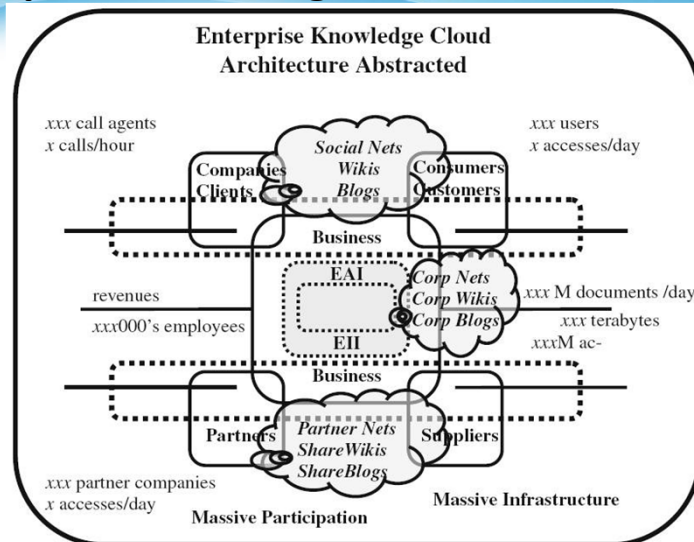 Enterprise Knowledge Cloud
Architecture Abstracted
xxx call agents
x calls/hour
Social Nets
Wikis
Blogs
xxx users
x accesses/day
Companies
Clients
Consumers
Customers
Business
EAI
EII
Corp Nets
Corp Wikis
Corp Blogs
revenues
xxx000's employees
xxx M documents /day
xxx terabytes
xxxM ac-
Business
Partners
Partner Nets
ShareWikis
ShareBlogs
Suppliers
xxx partner companies
x accesses/day
Massive Participation
Massive Infrastructure